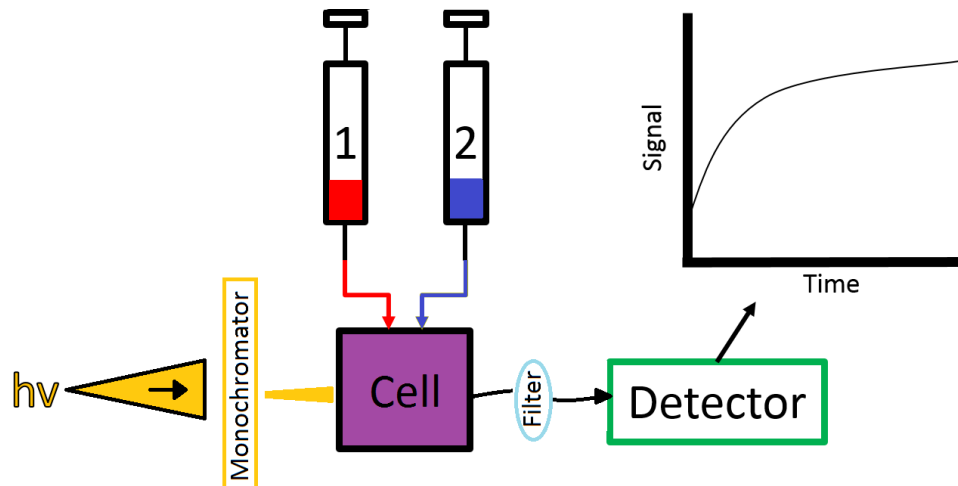 1
2
Signal
Time
hv
Monochromator
Cell
Filter
Detector